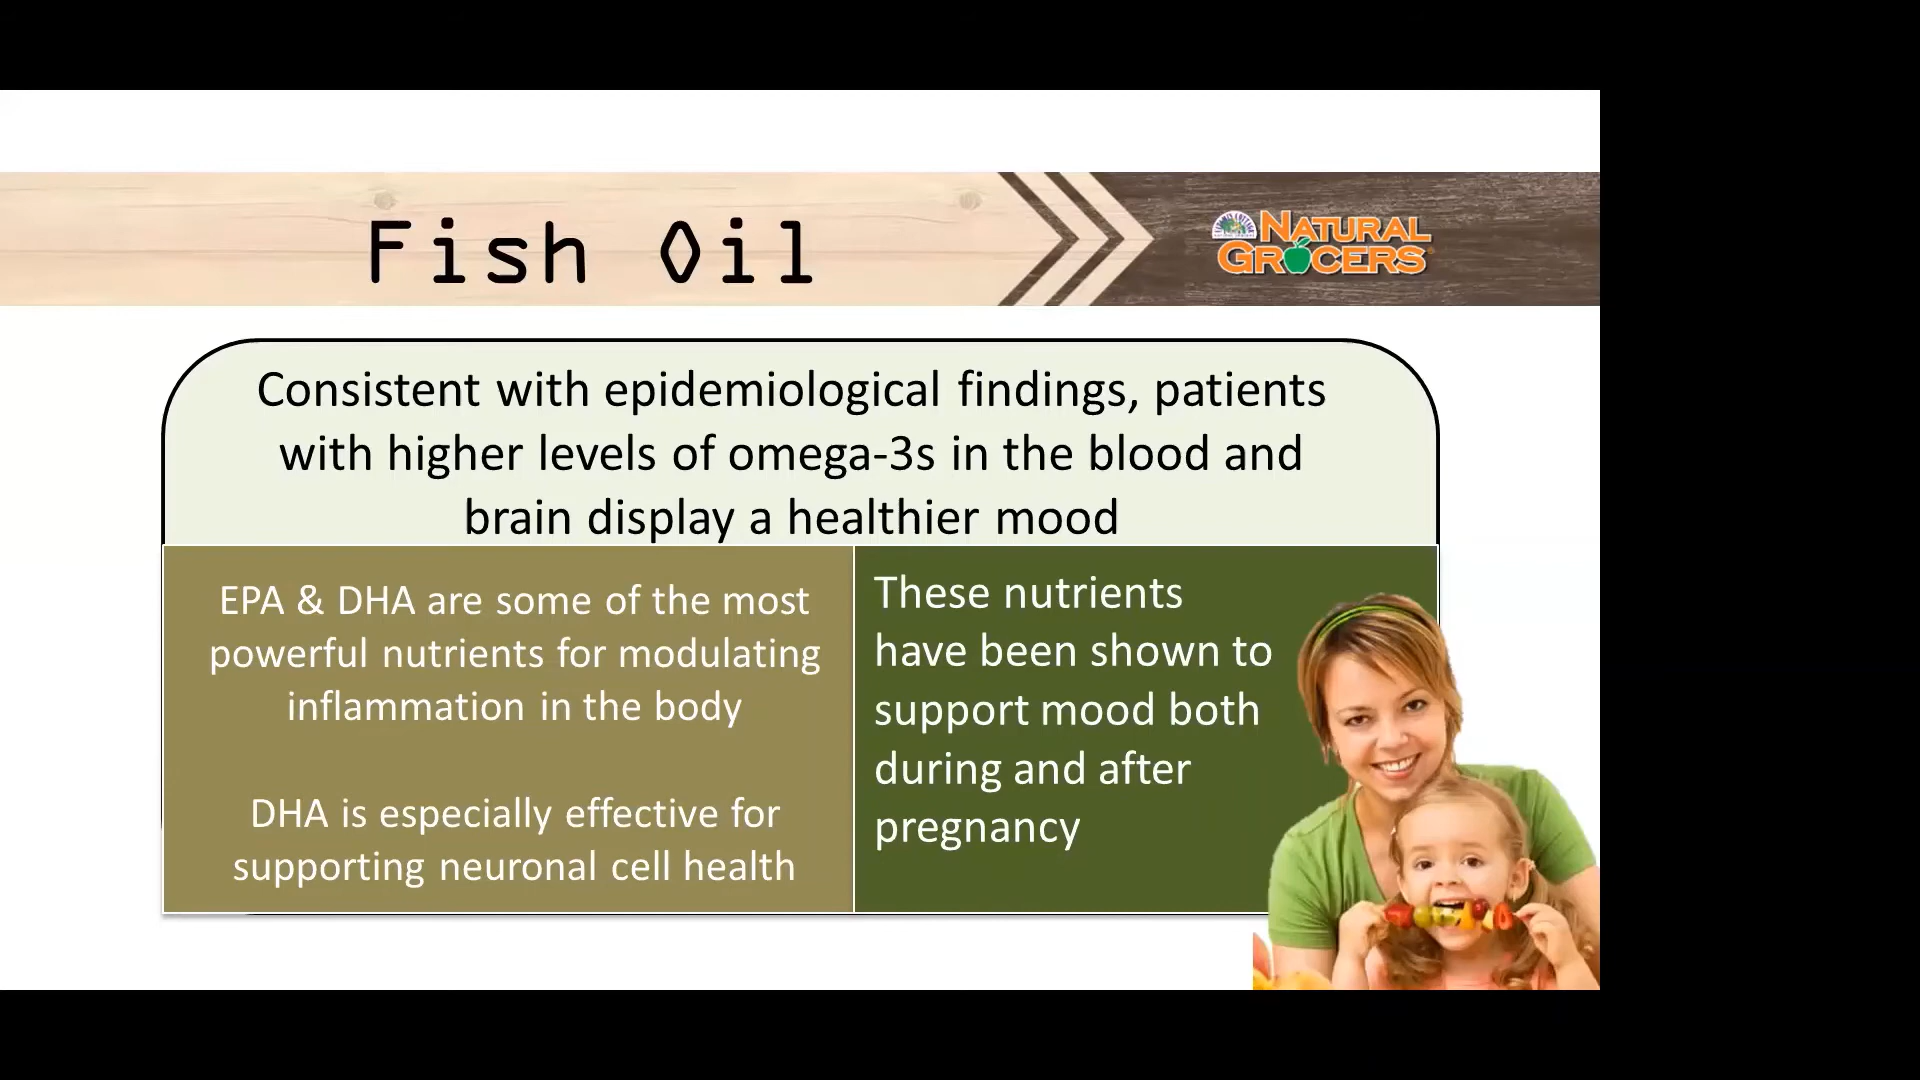 Fish Oil
NATURAL
GROCERS
Consistent with epidemiological findings, patients
with higher levels of omega-3s in the blood and
brain display a healthier mood
EPA & DHA are some of the most
powerful nutrients for modulating
inflammation in the body
DHA is especially effective for
supporting neuronal cell health
These nutrients
have been shown to
support mood both
during and after
pregnancy